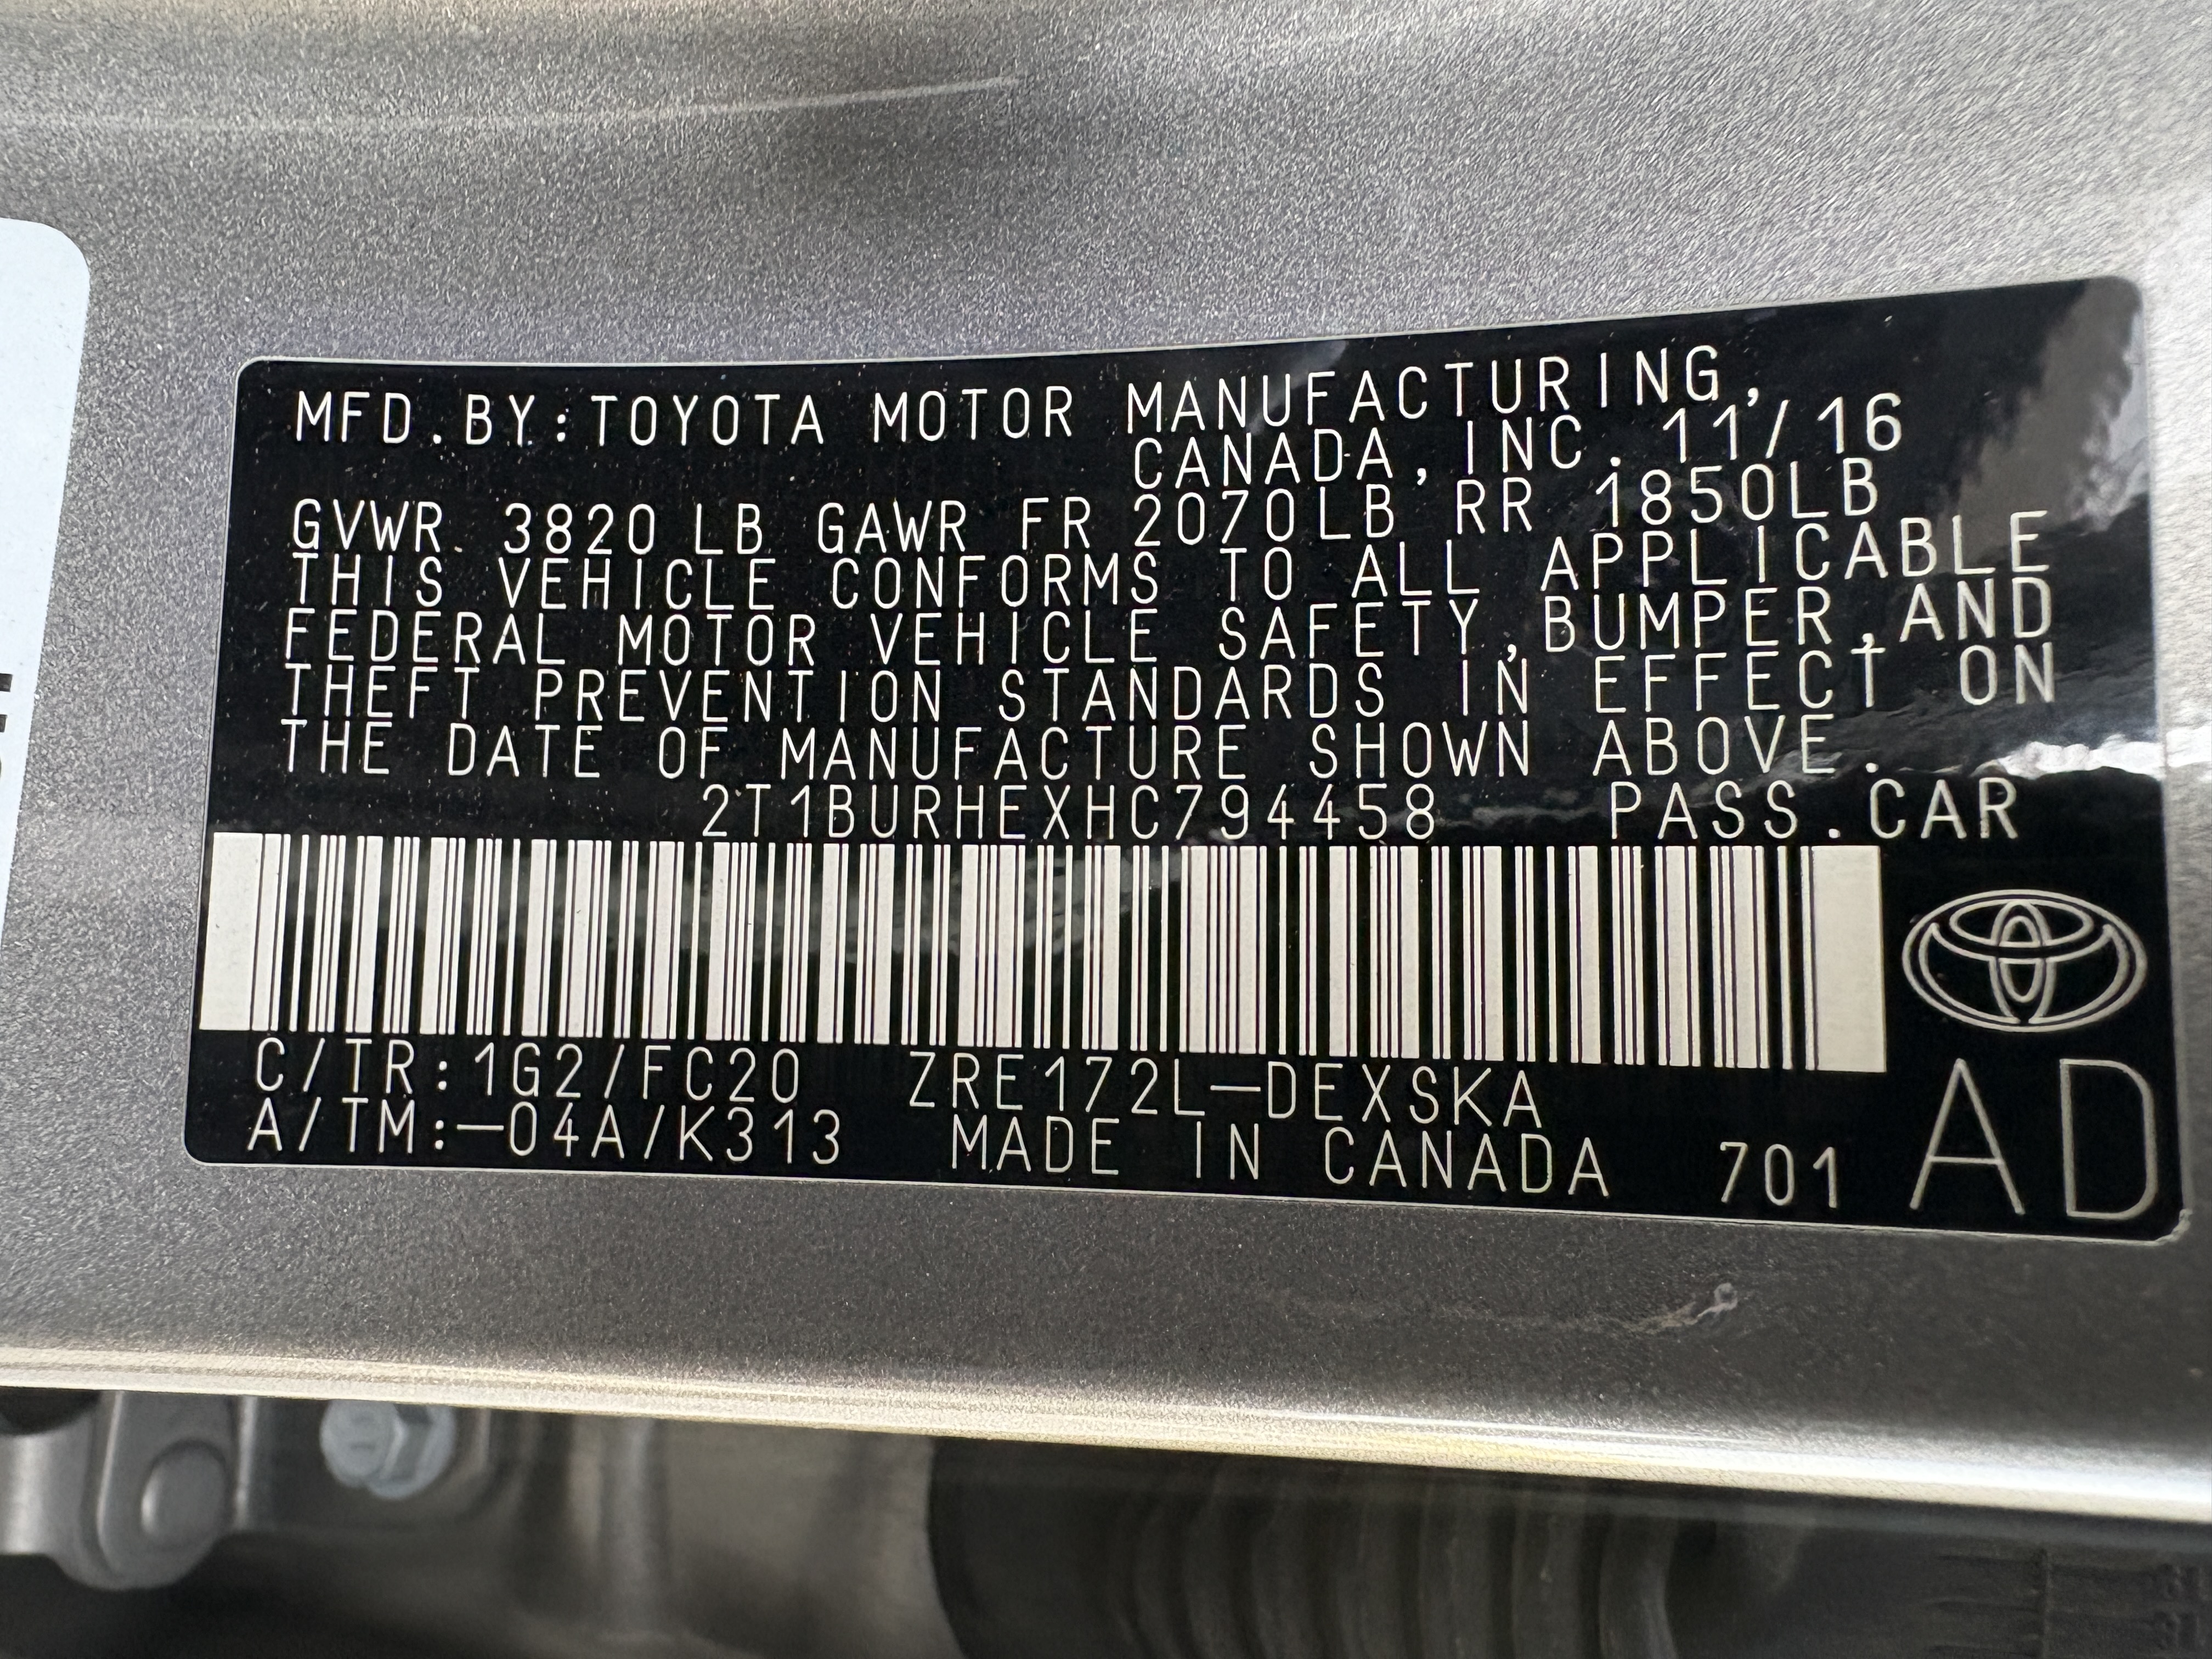 MFD.BY:TOYOTA MOTOR MANUFACTURING,
CANADA,INC. 11/16
GVWR. 3820 LB GAWR FR 2070LB RR 1850LB
THIS VEHICLE CONFORMS TO ALL APPLICABLE
FEDERAL MOTOR VEHICLE SAFETY,BUMPER,AND
THEFT PREVENTION STANDARDS IN EFFECT ON
THE DATE OF MANUFACTURE SHOWN ABOVE.
2T1BURHEXHC794458 PASS.CAR
C/TR:1G2/FC20 ZRE172L—DEXSKA
A/TM:—04A/K313 MADE IN CANADA 701
AD